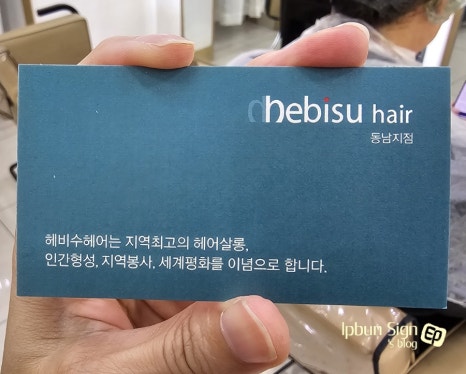 hebisu hair
동남지점
헤비수헤어는 지역최고의 헤어살롱,
인간형성, 지역봉사, 세계평화를 이념으로 합니다.
Ipbun Sign
x blog
EP